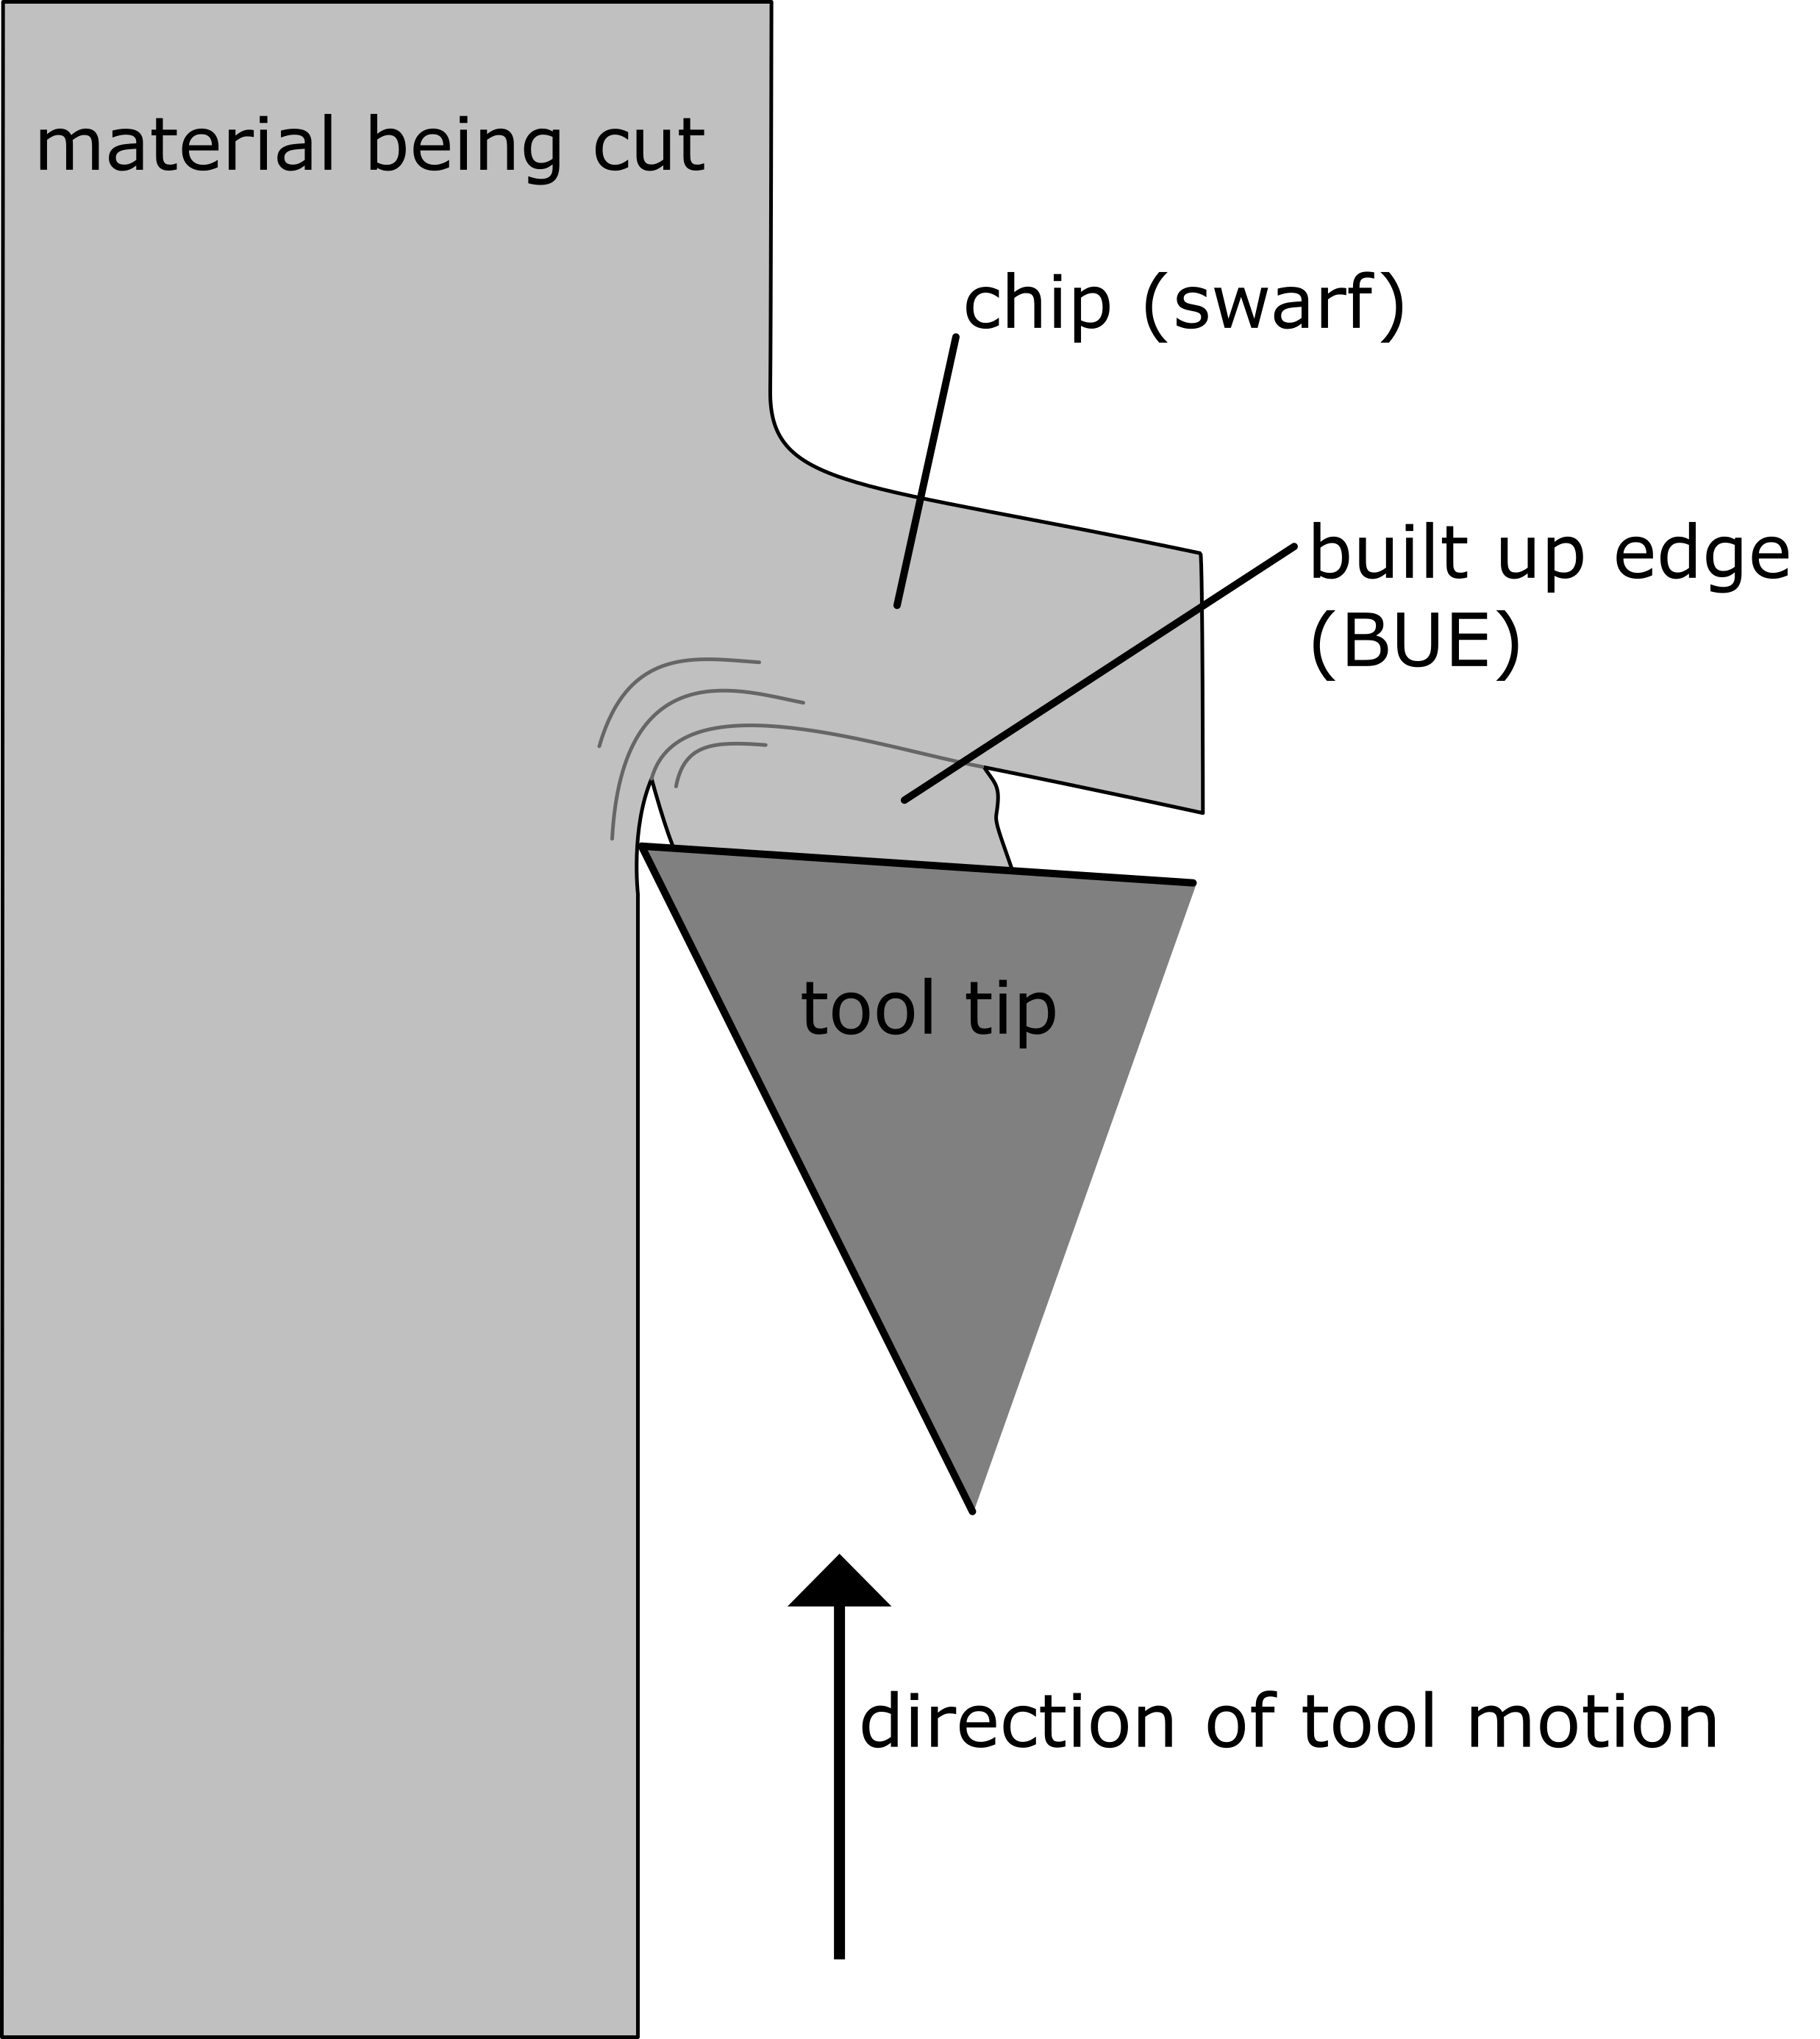 material being cut
chip (swarf)
built up edge
(BUE)
tool tip
direction of tool motion